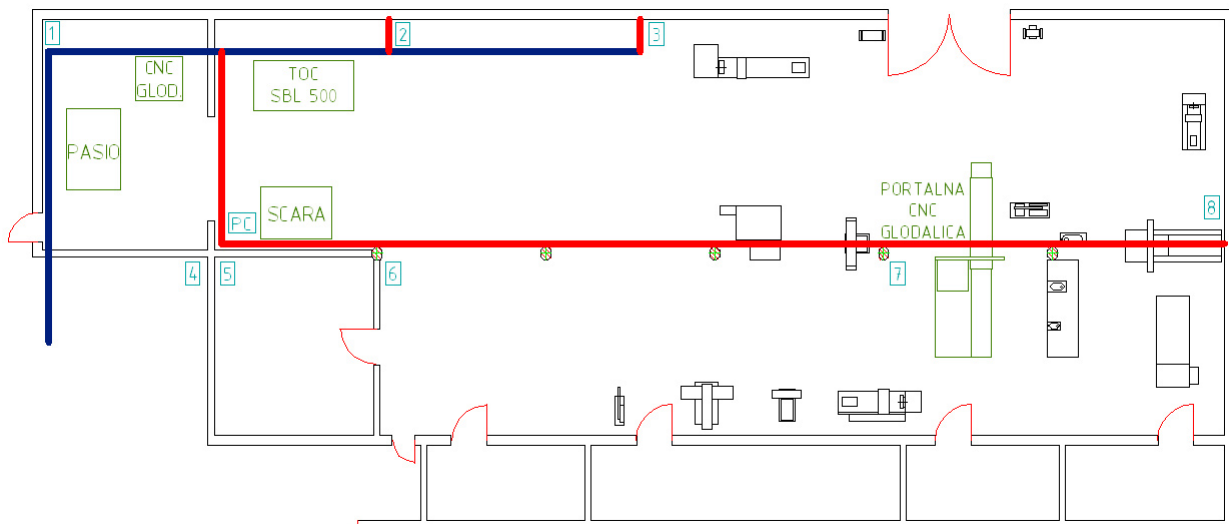 1
2
3
CNC
GLOD.
TOC
SBL 500
PASIO
PORTALNA
CNC
GLODALICA
SCARA
PC
8
4
5
6
7